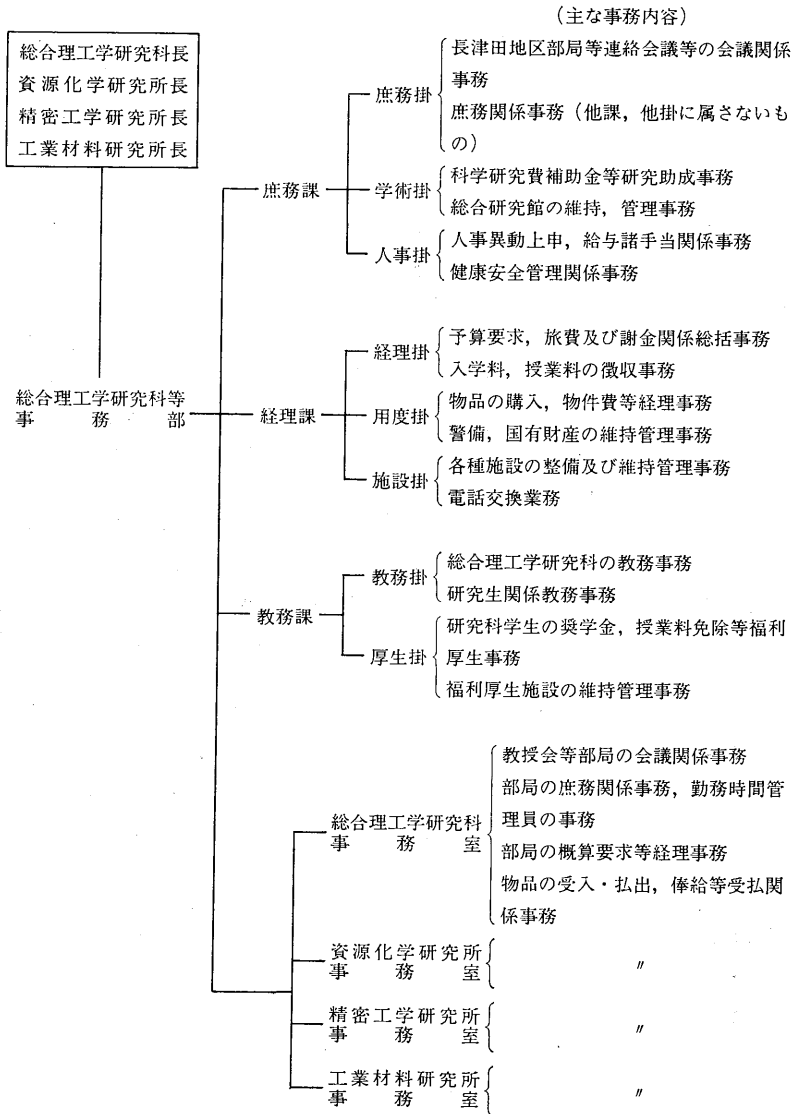 (主な事務内容)
総合理工学研究科長
資源化学研究所長
精密工学研究所長
工業材料研究所長
総合理工学研究科等
事務部
庶務課
庶務掛
長津田地区部局等連絡会議等の会議関係
事務
庶務関係事務(他課,他掛に属さないも
の)
学術掛
科学研究費補助金等研究助成事務
総合研究館の維持,管理事務
人事掛
人事異動上申,給与諸手当関係事務
健康安全管理関係事務
経理課
経理掛
予算要求,旅費及び謝金関係総括事務
入学料,授業料の徴収事務
用度掛
物品の購入,物件費等経理事務
警備,国有財産の維持管理事務
施設掛
各種施設の整備及び維持管理事務
電話交換業務
教務課
教務掛
総合理工学研究科の教務事務
研究生関係教務事務
厚生掛
研究科学生の奨学金,授業料免除等福利
厚生事務
福利厚生施設の維持管理事務
総合理工学研究科
事務室
教授会等部局の会議関係事務
部局の庶務関係事務,勤務時間管
理員の事務
部局の概算要求等経理事務
物品の受入・払出,俸給等受払関
係事務
資源化学研究所
事務室
〃
精密工学研究所
事務室
〃
工業材料研究所
事務室
〃